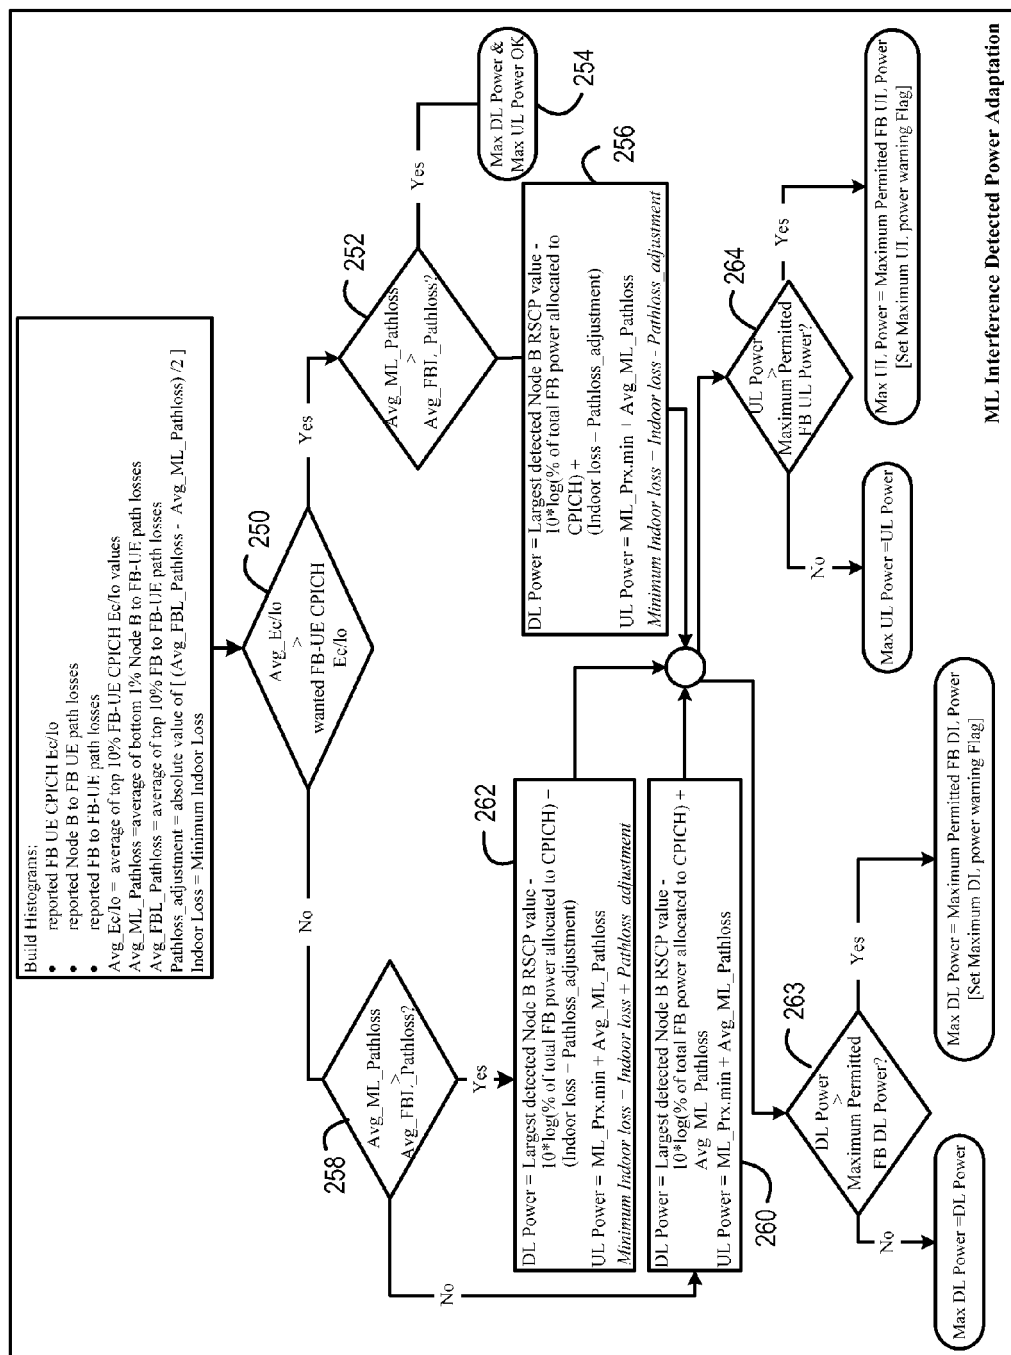 Build Histograms:
• reported FB UE CPICH Ec/Io
• reported Node B to FB UE path losses
• reported FB to FB-UE path losses
Avg_Ec/Io = average of top 10% FB-UE CPICH Ec/Io values
Avg_ML_Pathloss =average of bottom 1% Node B to FB-UE path losses
Avg_FBL_Pathloss = average of top 10% FB to FB-UE path losses
Pathloss_adjustment = absolute value of [ (Avg_FBL_Pathloss - Avg_ML_Pathloss) /2 ]
Indoor Loss = Minimum Indoor Loss
250
Avg_Ec/Io
>
wanted FB-UE CPICH
Ec/Io
No
Yes
258
Avg_ML_Pathloss
>
Avg_FBL_Pathloss?
No
Yes
252
Avg_ML_Pathloss
>
Avg_FBL_Pathloss?
Yes
Max DL Power &
Max UL Power OK
254
262
DL Power = Largest detected Node B RSCP value -
10*log(% of total FB power allocated to CPICH) –
(Indoor loss – Pathloss_adjustment)
UL Power = ML_Prx.min + Avg_ML_Pathloss
Minimum Indoor loss – Indoor loss + Pathloss_adjustment
256
DL Power = Largest detected Node B RSCP value -
10*log(% of total FB power allocated to
CPICH) +
(Indoor loss – Pathloss_adjustment)
UL Power = ML_Prx.min + Avg_ML_Pathloss
Minimum Indoor loss – Indoor loss - Pathloss_adjustment
DL Power = Largest detected Node B RSCP value -
10*log(% of total FB power allocated to CPICH) +
Avg_ML_Pathloss
UL Power = ML_Prx.min + Avg_ML_Pathloss
260
263
DL Power
>
Maximum Permitted
FB DL Power?
No
Yes
264
UL Power
>
Maximum Permitted
FB UL Power?
No
Yes
Max DL Power =DL Power
Max DL Power = Maximum Permitted FB DL Power
[Set Maximum DL power warning Flag]
Max UL Power =UL Power
Max UL Power = Maximum Permitted FB UL Power
[Set Maximum UL power warning Flag]
ML Interference Detected Power Adaptation